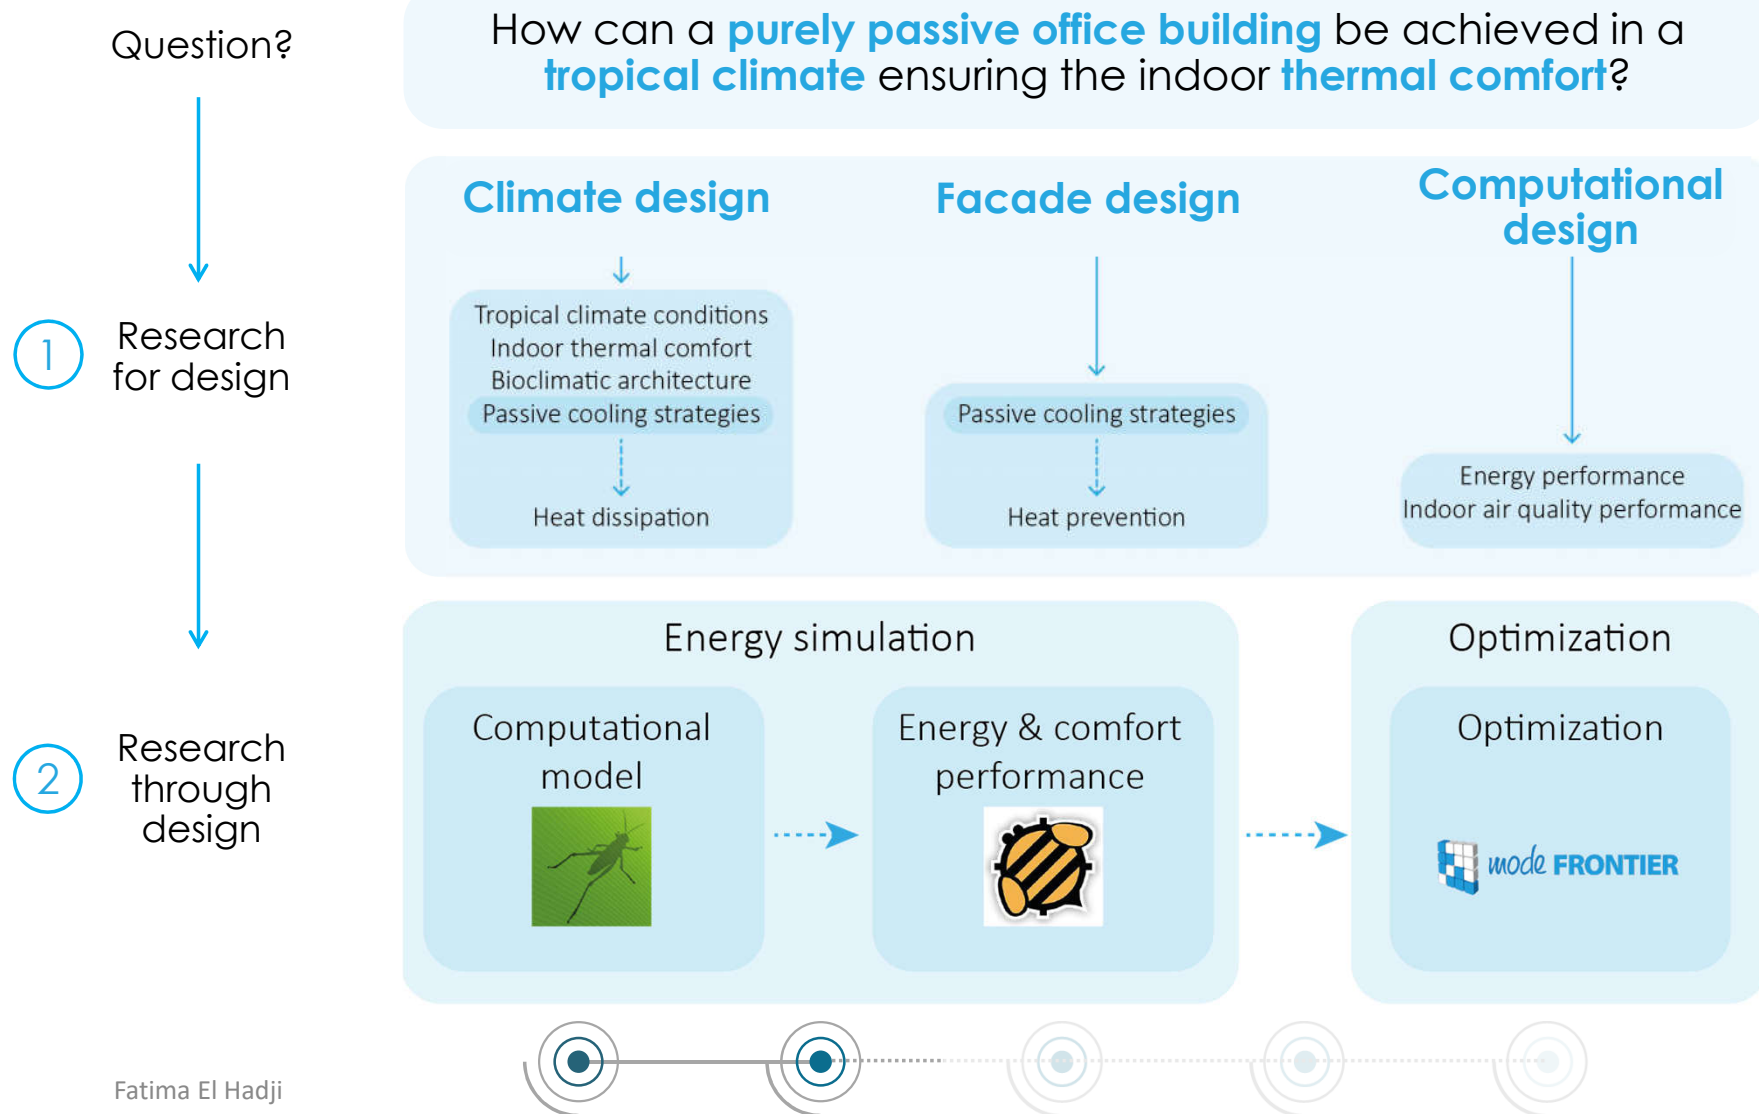 Question?
How can a purely passive office building be achieved in a
tropical climate ensuring the indoor thermal comfort?
1
Research
for design
Climate design
Tropical climate conditions
Indoor thermal comfort
Bioclimatic architecture
Passive cooling strategies
Heat dissipation
Facade design
Passive cooling strategies
Heat prevention
Computational
design
Energy performance
Indoor air quality performance
2
Research
through
design
Energy simulation
Computational
model
Energy & comfort
performance
Optimization
Optimization
mode FRONTIER
Fatima El Hadji